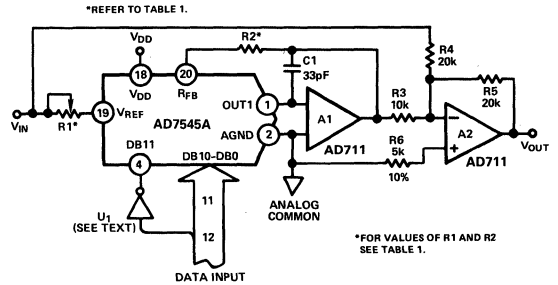 *REFER TO TABLE 1.
VDD
R2*
R4
20k
C1
33pF
18
20
VDD
RFB
R5
20k
R3
10k
OUT1
1
19
VREF
VIN
R1*
AD7545A
A1
AGND
2
R6
5k
10%
A2
VOUT
AD711
AD711
DB11
DB10–DB0
4
ANALOG
COMMON
U1
(SEE TEXT)
11
12
*FOR VALUES OF R1 AND R2
SEE TABLE 1.
DATA INPUT